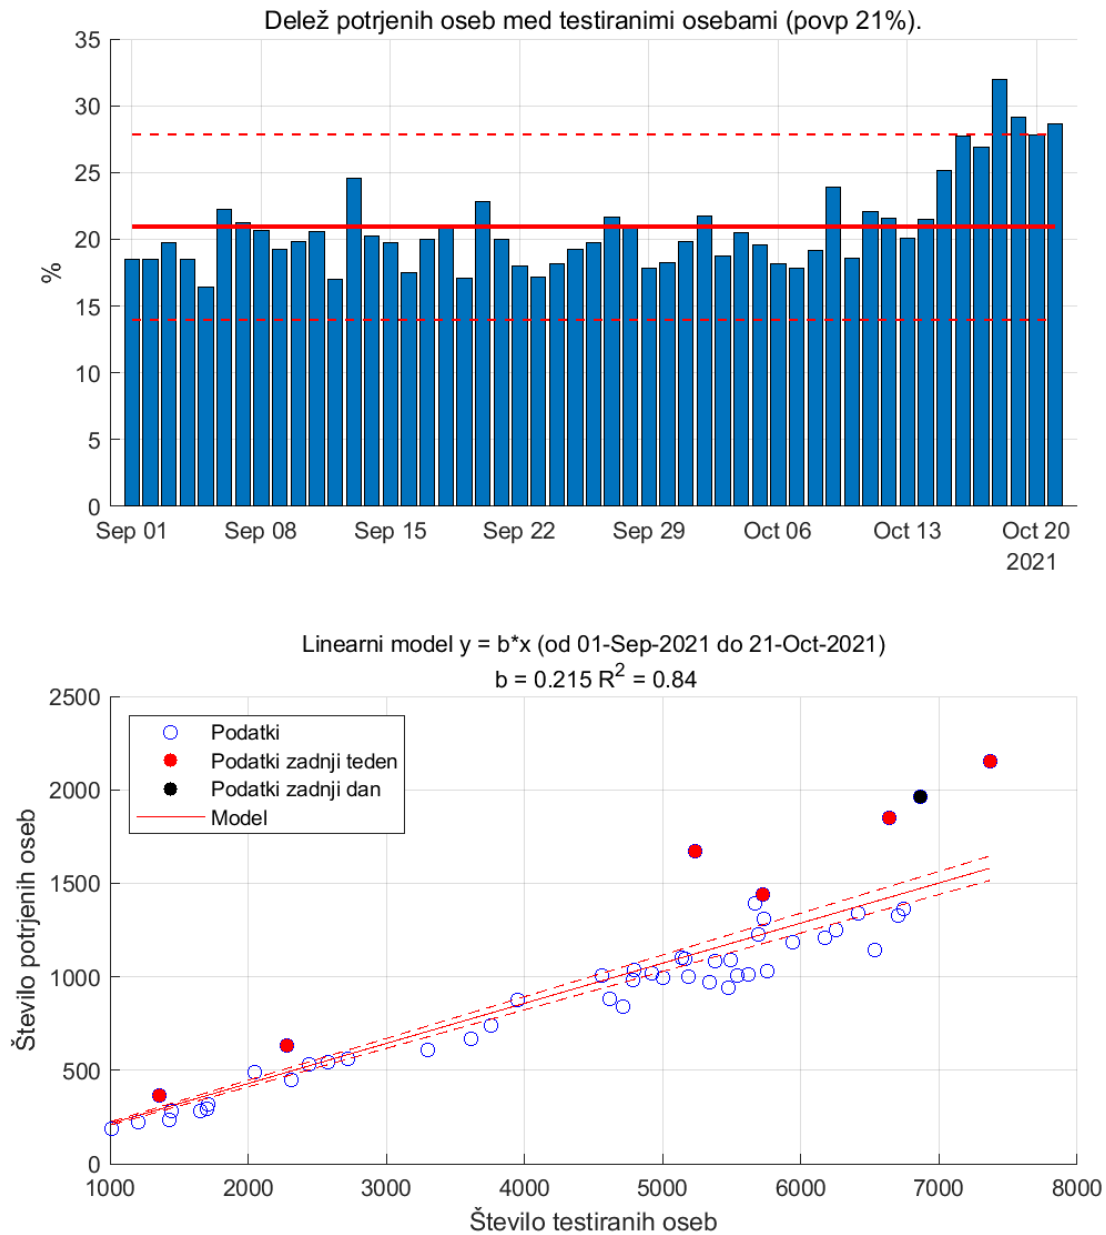 Delež potrjenih oseb med testiranimi osebami (povp 21%).
35
30
25
20
15
10
5
0
%
Sep 01 Sep 08 Sep 15 Sep 22 Sep 29 Oct 06 Oct 13 Oct 20
2021
Linearni model y = b*x (od 01-Sep-2021 do 21-Oct-2021)
b = 0.215 R² = 0.84
2500
2000
1500
1000
500
0
Število potrjenih oseb
Podatki
Podatki zadnji teden
Podatki zadnji dan
Model
1000 2000 3000 4000 5000 6000 7000 8000
Število testiranih oseb